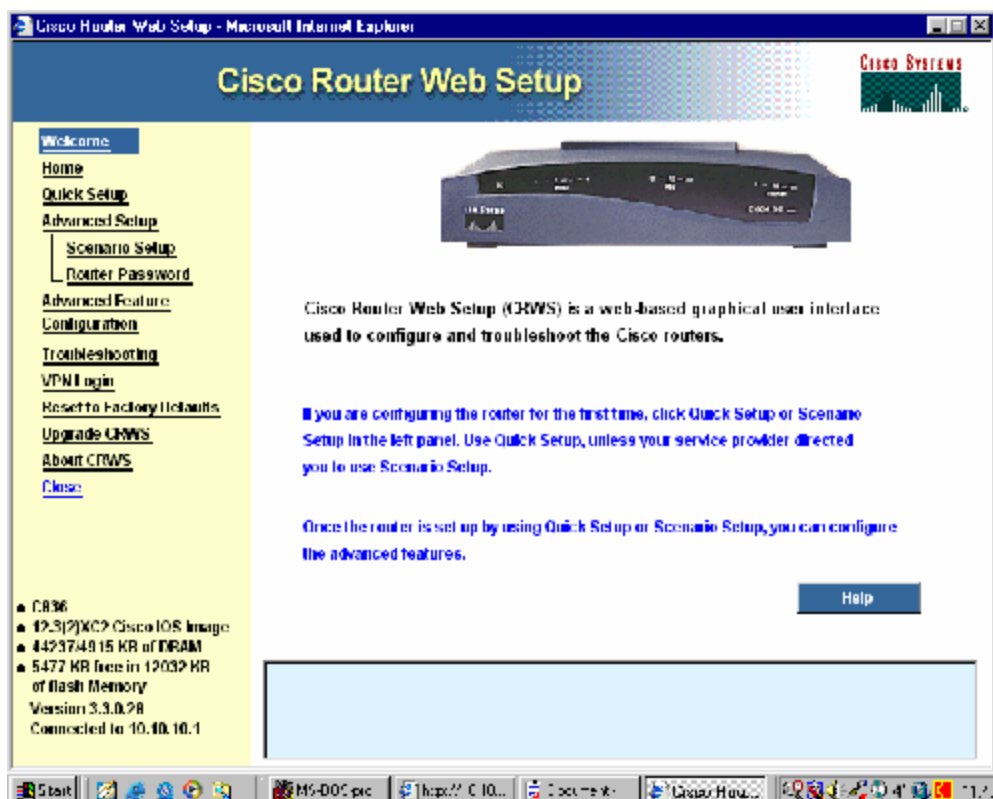 Cisco Router Web Setup - Microsoft Internet Explorer
Cisco Router Web Setup
CISCO SYSTEMS
Welcome
Home
Quick Setup
Advanced Setup
Scenario Setup
Router Password
Advanced Feature
Configuration
Troubleshooting
VPN Login
Reset to Factory Defaults
Upgrade CRWS
About CRWS
Close
Cisco Router Web Setup (CRWS) is a web-based graphical user interface
used to configure and troubleshoot the Cisco routers.
If you are configuring the router for the first time, click Quick Setup or Scenario
Setup in the left panel. Use Quick Setup, unless your service provider directed
you to use Scenario Setup.
Once the router is set up by using Quick Setup or Scenario Setup, you can configure
the advanced features.
Help
C836
12.3(2)XC2 Cisco IOS Image
44237/4915 KB of DRAM
5477 KB free in 12032 KB
of flash Memory
Version 3.3.0.28
Connected to 10.10.10.1
Start
MS-DOS
Document -
Cisco Rou...